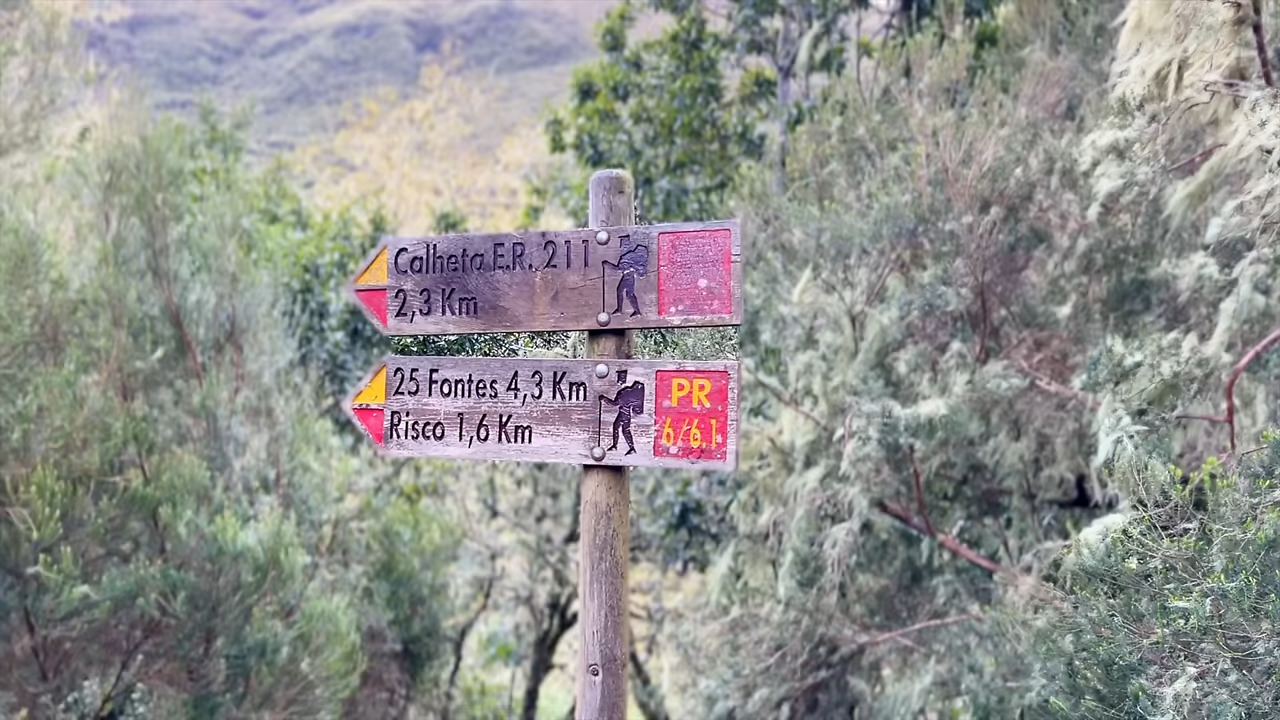 Calheta E.R. 211
2,3 Km
25 Fontes 4,3 Km
Risco 1,6 Km
PR
6/6.1